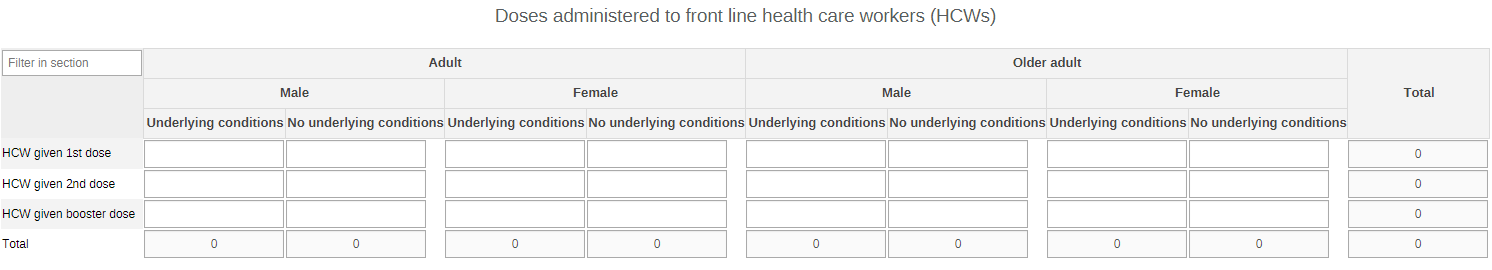 Doses administered to front line health care workers (HCWs)
Filter in section Adult Older adult Total
Male Female Male Female
Underlying conditions No underlying conditions Underlying conditions No underlying conditions Underlying conditions No underlying conditions Underlying conditions No underlying conditions
HCW given 1st dose 0
HCW given 2nd dose 0
HCW given booster dose 0
Total 0 0 0 0 0 0 0 0 0